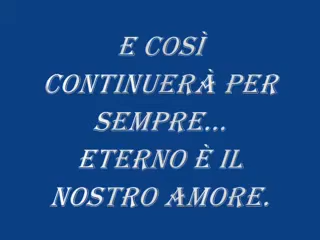 E COSÌ
CONTINUERÀ PER
SEMPRE...
ETERNO È IL
NOSTRO AMORE.